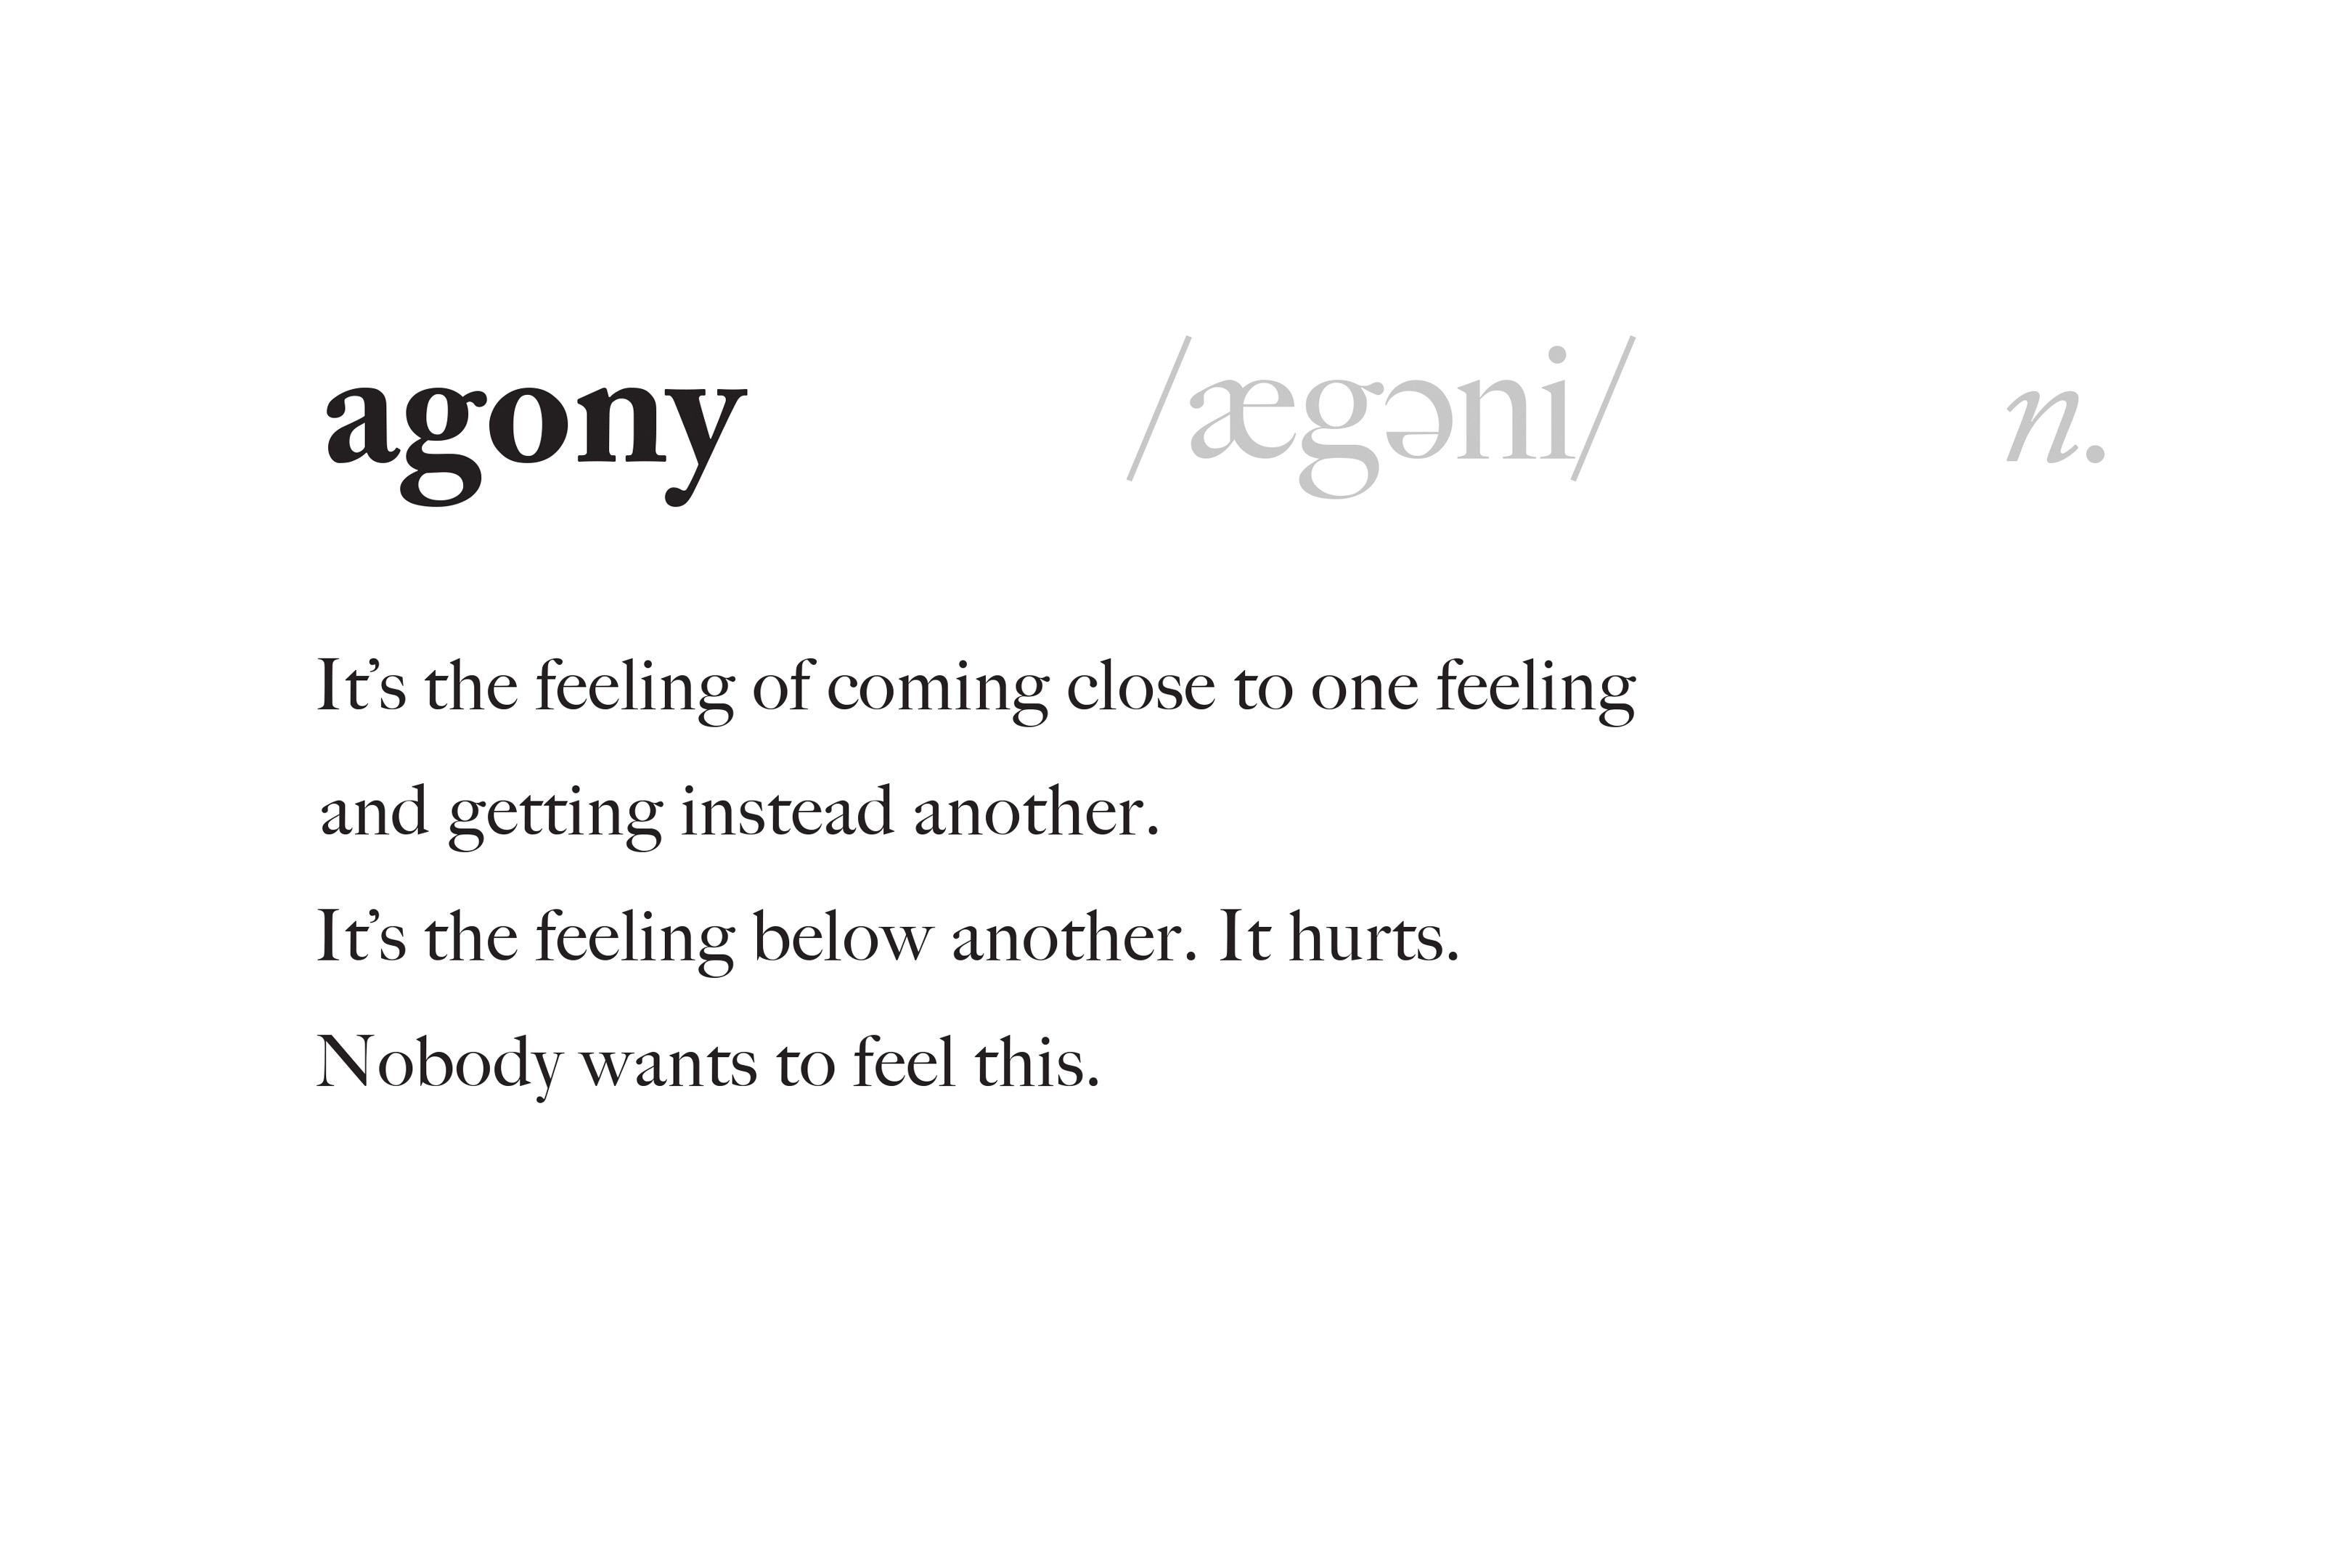 agony /ægəni/ n.
It’s the feeling of coming close to one feeling
and getting instead another.
It’s the feeling below another. It hurts.
Nobody wants to feel this.